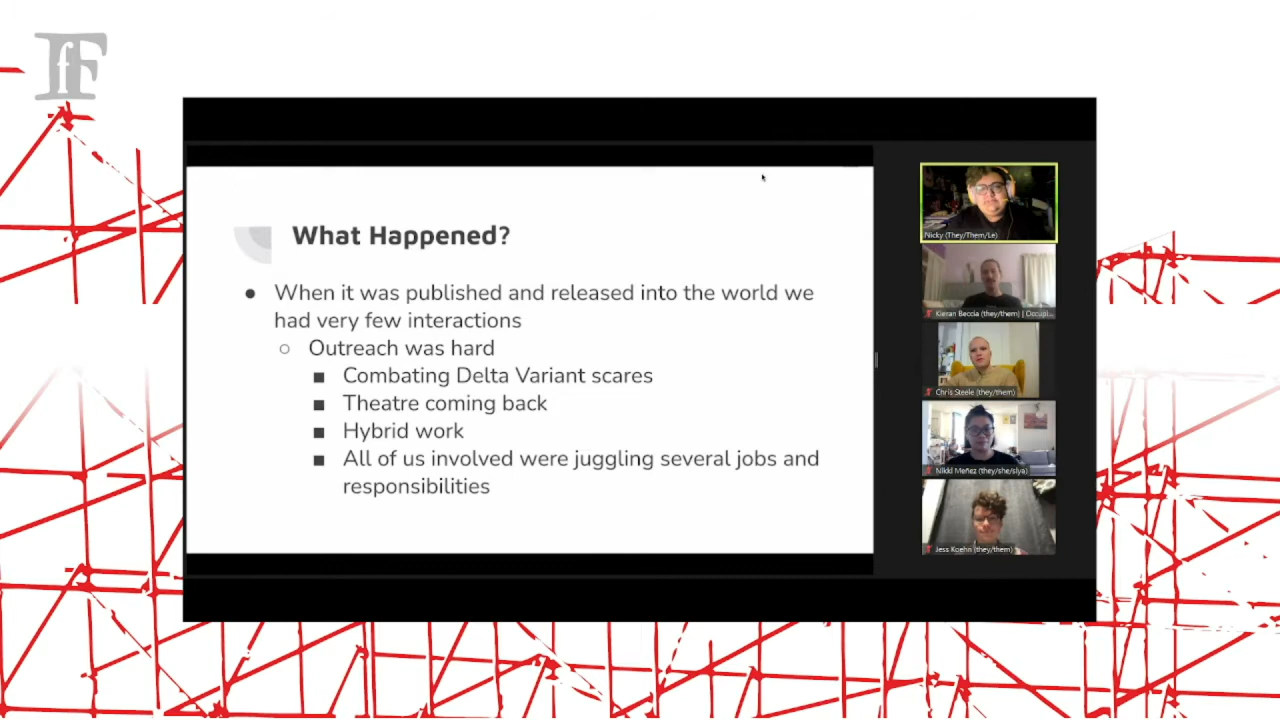 fF
What Happened?
● When it was published and released into the world we
had very few interactions
○ Outreach was hard
■ Combating Delta Variant scares
■ Theatre coming back
■ Hybrid work
■ All of us involved were juggling several jobs and
responsibilities
Nicky (They/Them/Le)
Kieran Beccia (they/them) | Occupi...
Chris Steele (they/them)
Nikki Meñez (they/she/siya)
Jess Koehn (they/them)